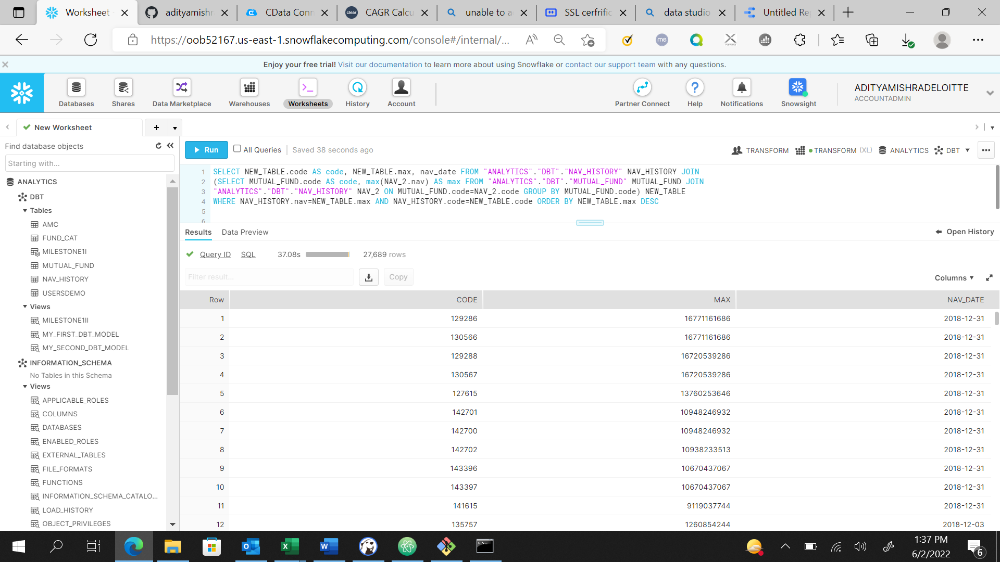 Worksheet
adityamishr
CData Conn
CAGR Calcu
unable to a
SSL cerfrific
data studio
Untitled Re
https://oob52167.us-east-1.snowflakecomputing.com/console#/internal/...
me
Enjoy your free trial! Visit our documentation to learn more about using Snowflake or contact our support team with any questions.
Databases
Shares
Data Marketplace
Warehouses
Worksheets
History
Account
Partner Connect
Help
Notifications
Snowsight
ADITYAMISHRADELOITTE
ACCOUNTADMIN
New Worksheet
Find database objects
Starting with...
Run
All Queries
Saved 38 seconds ago
TRANSFORM
TRANSFORM (XL)
ANALYTICS
DBT
ANALYTICS
DBT
Tables
AMC
FUND_CAT
MILESTONE1I
MUTUAL_FUND
NAV_HISTORY
USERSDEMO
Views
MILESTONE1II
MY_FIRST_DBT_MODEL
MY_SECOND_DBT_MODEL
INFORMATION_SCHEMA
No Tables in this Schema
Views
APPLICABLE_ROLES
COLUMNS
DATABASES
ENABLED_ROLES
EXTERNAL_TABLES
FILE_FORMATS
FUNCTIONS
INFORMATION_SCHEMA_CATALO...
LOAD_HISTORY
OBJECT_PRIVILEGES
1 SELECT NEW_TABLE.code AS code, NEW_TABLE.max, nav_date FROM "ANALYTICS"."DBT"."NAV_HISTORY" NAV_HISTORY JOIN
2 (SELECT MUTUAL_FUND.code AS code, max(NAV_2.nav) AS max FROM "ANALYTICS"."DBT"."MUTUAL_FUND" MUTUAL_FUND JOIN
3 "ANALYTICS"."DBT"."NAV_HISTORY" NAV_2 ON MUTUAL_FUND.code=NAV_2.code GROUP BY MUTUAL_FUND.code) NEW_TABLE
4 WHERE NAV_HISTORY.nav=NEW_TABLE.max AND NAV_HISTORY.code=NEW_TABLE.code ORDER BY NEW_TABLE.max DESC
5
6
Results
Data Preview
Open History
Query ID
SQL
37.08s
27,689 rows
Filter result...
Copy
Columns
Row CODE MAX NAV_DATE
1 129286 16771161686 2018-12-31
2 130566 16771161686 2018-12-31
3 129288 16720539286 2018-12-31
4 130567 16720539286 2018-12-31
5 127615 13760253646 2018-12-31
6 142701 10948246932 2018-12-31
7 142700 10948246932 2018-12-31
8 142702 10938233513 2018-12-31
9 143396 10670437067 2018-12-31
10 143397 10670437067 2018-12-31
11 141615 9119037744 2018-12-31
12 135757 1260854244 2018-12-03
1:37 PM
6/2/2022
6